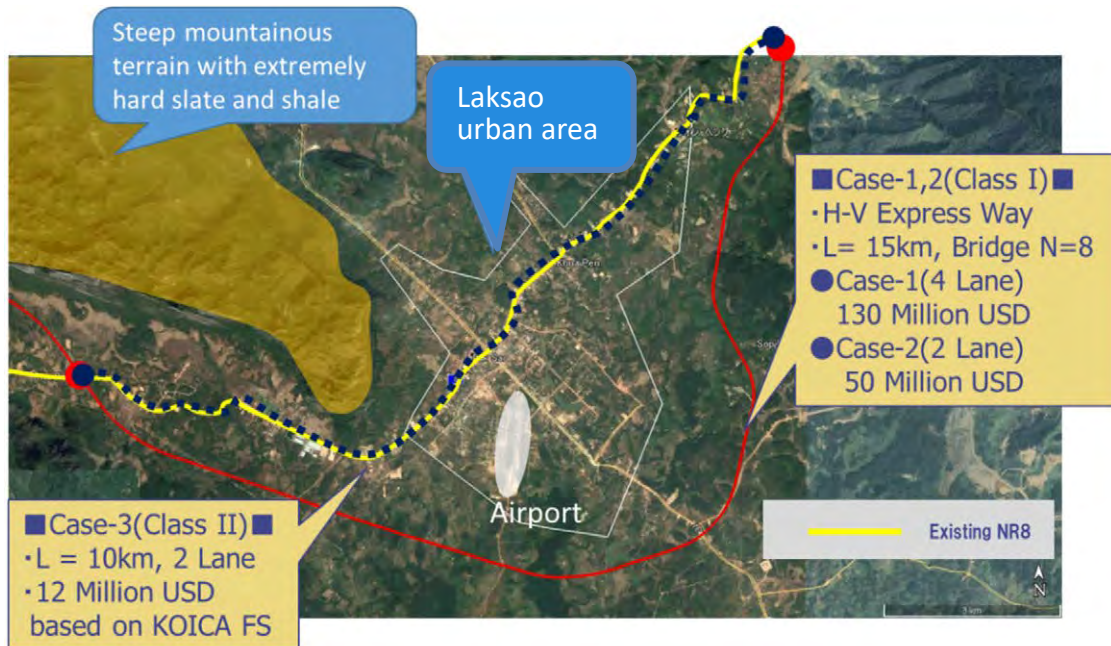 Steep mountainous
terrain with extremely
hard slate and shale
Laksao
urban area
■Case-1,2(Class I)■
・H-V Express Way
・L= 15km, Bridge N=8
●Case-1(4 Lane)
130 Million USD
●Case-2(2 Lane)
50 Million USD
Airport
■Case-3(Class II)■
・L = 10km, 2 Lane
・12 Million USD
based on KOICA FS
Existing NR8
N